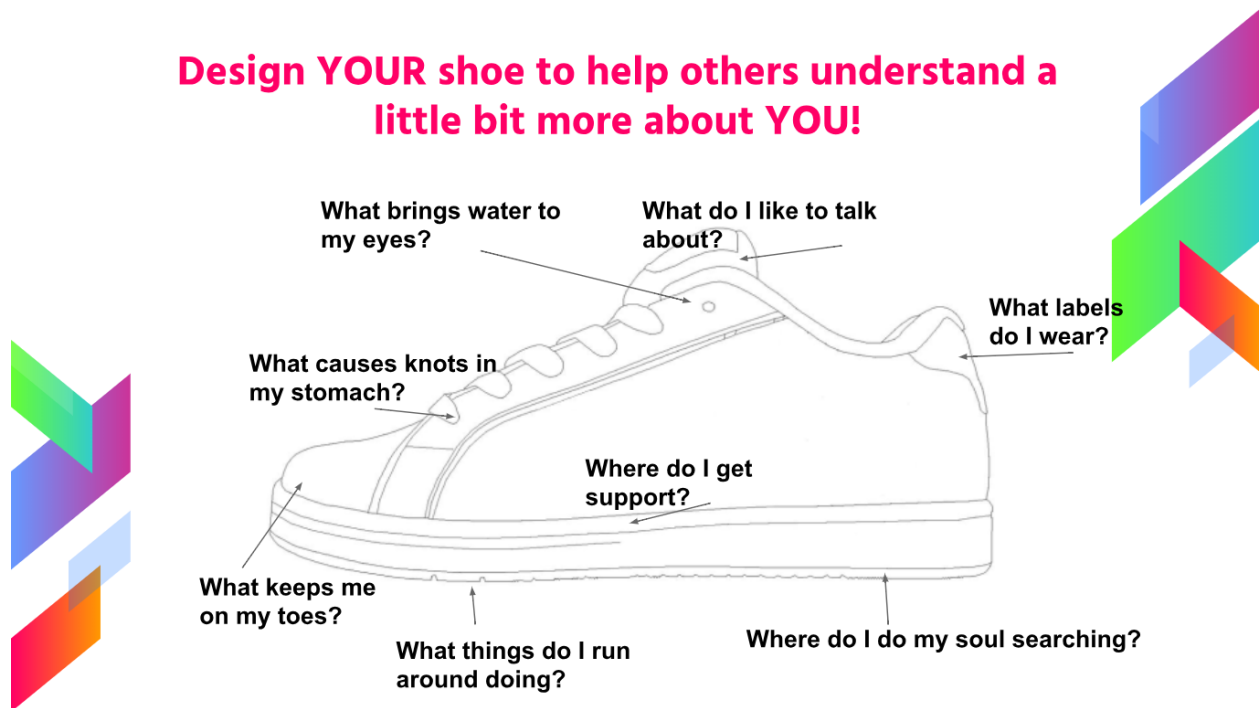 Design YOUR shoe to help others understand a
little bit more about YOU!
What brings water to
my eyes?
What do I like to talk
about?
What labels
do I wear?
What causes knots in
my stomach?
Where do I get
support?
What keeps me
on my toes?
What things do I run
around doing?
Where do I do my soul searching?